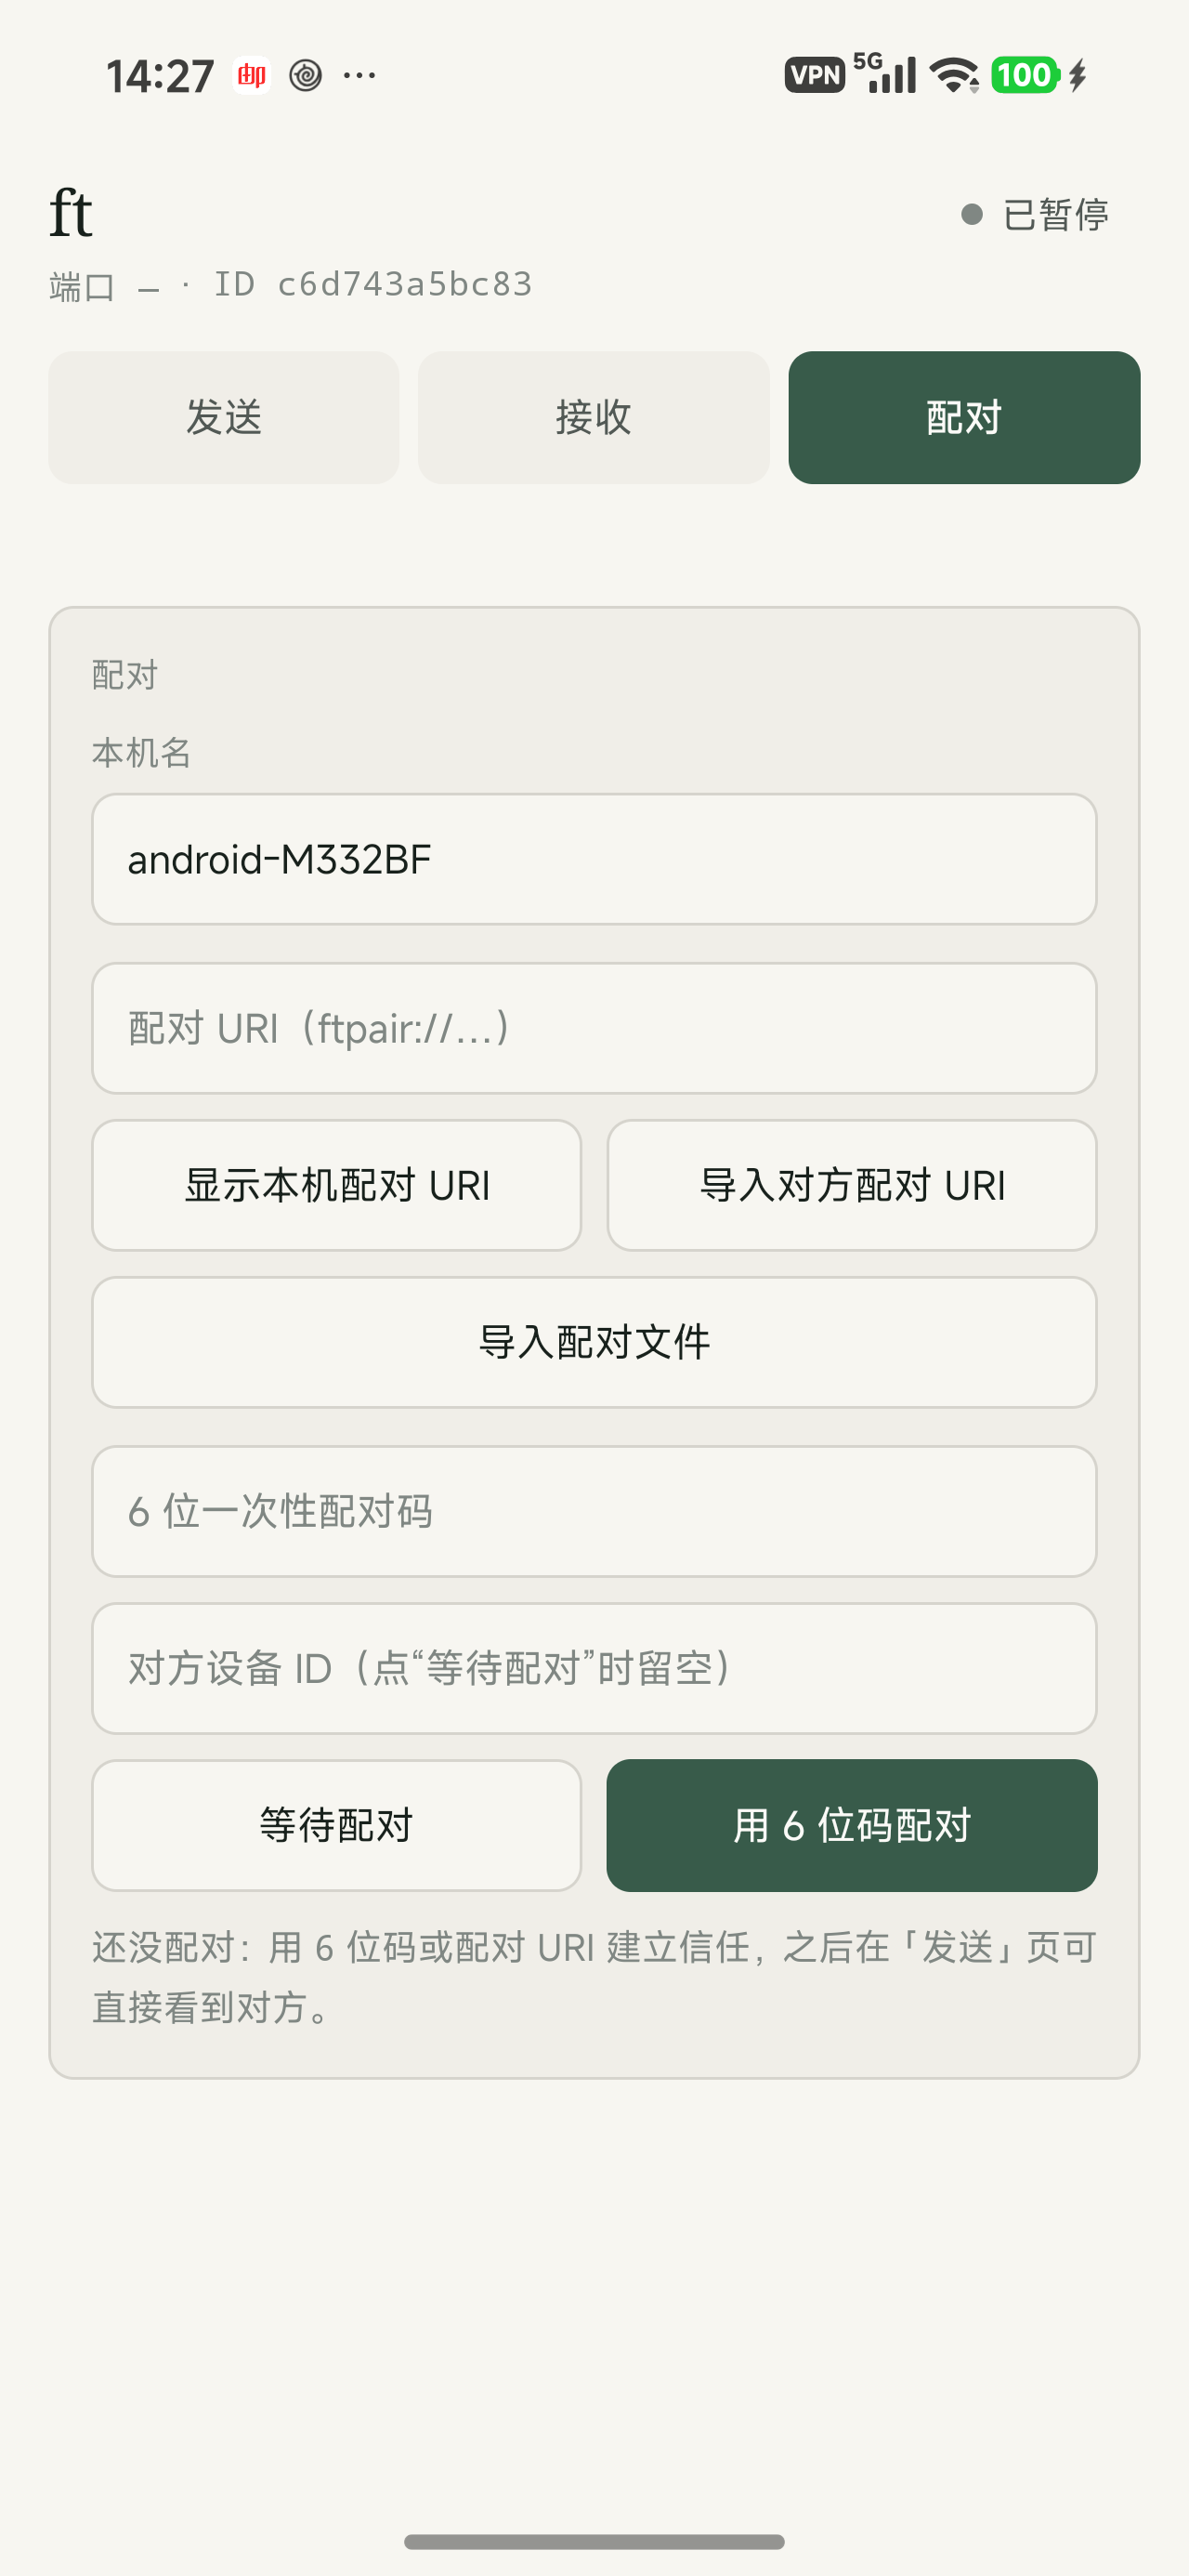 14:27 邮 ... VPN 5G 100
ft
已暂停
端口 — · ID c6d743a5bc83
发送 接收 配对
配对
本机名
android-M332BF
配对 URI（ftpair://...）
显示本机配对 URI 导入对方配对 URI
导入配对文件
6 位一次性配对码
对方设备 ID（点“等待配对”时留空）
等待配对 用 6 位码配对
还没配对：用 6 位码或配对 URI 建立信任，之后在「发送」页可
直接看到对方。